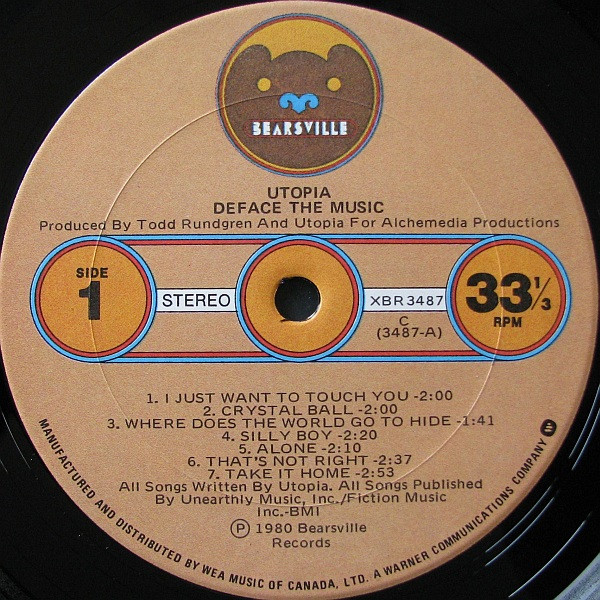 BEARSVILLE
UTOPIA
DEFACE THE MUSIC
Produced By Todd Rundgren And Utopia For Alchemedia Productions
SIDE
1
STEREO
XBR 3487
C
(3487-A)
33 1/3
RPM
1. I JUST WANT TO TOUCH YOU -2:00
2. CRYSTAL BALL -2:00
3. WHERE DOES THE WORLD GO TO HIDE -1:41
4. SILLY BOY -2:20
5. ALONE -2:10
6. THAT'S NOT RIGHT -2:37
7. TAKE IT HOME -2:53
All Songs Written By Utopia. All Songs Published
By Unearthly Music, Inc./Fiction Music
Inc.-BMI
Ⓟ 1980 Bearsville
Records
MANUFACTURED AND DISTRIBUTED BY WEA MUSIC OF CANADA, LTD. A WARNER COMMUNICATIONS COMPANY